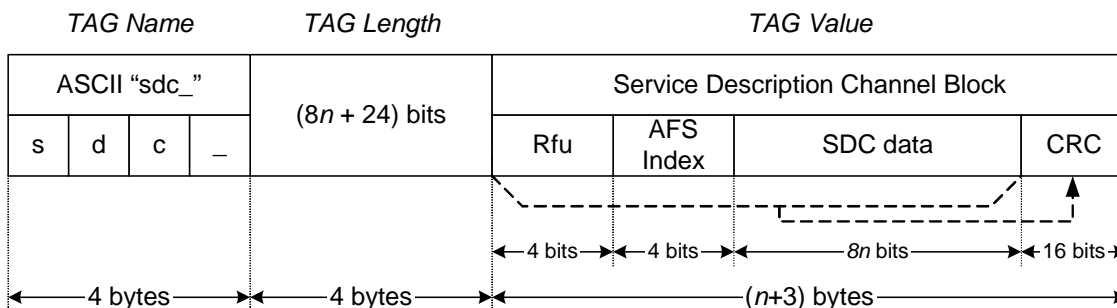 TAG Name TAG Length TAG Value
ASCII “sdc_” (8n + 24) bits Service Description Channel Block
s d c _ Rfu AFS Index SDC data CRC
4 bits 4 bits 8n bits 16 bits
4 bytes 4 bytes (n+3) bytes